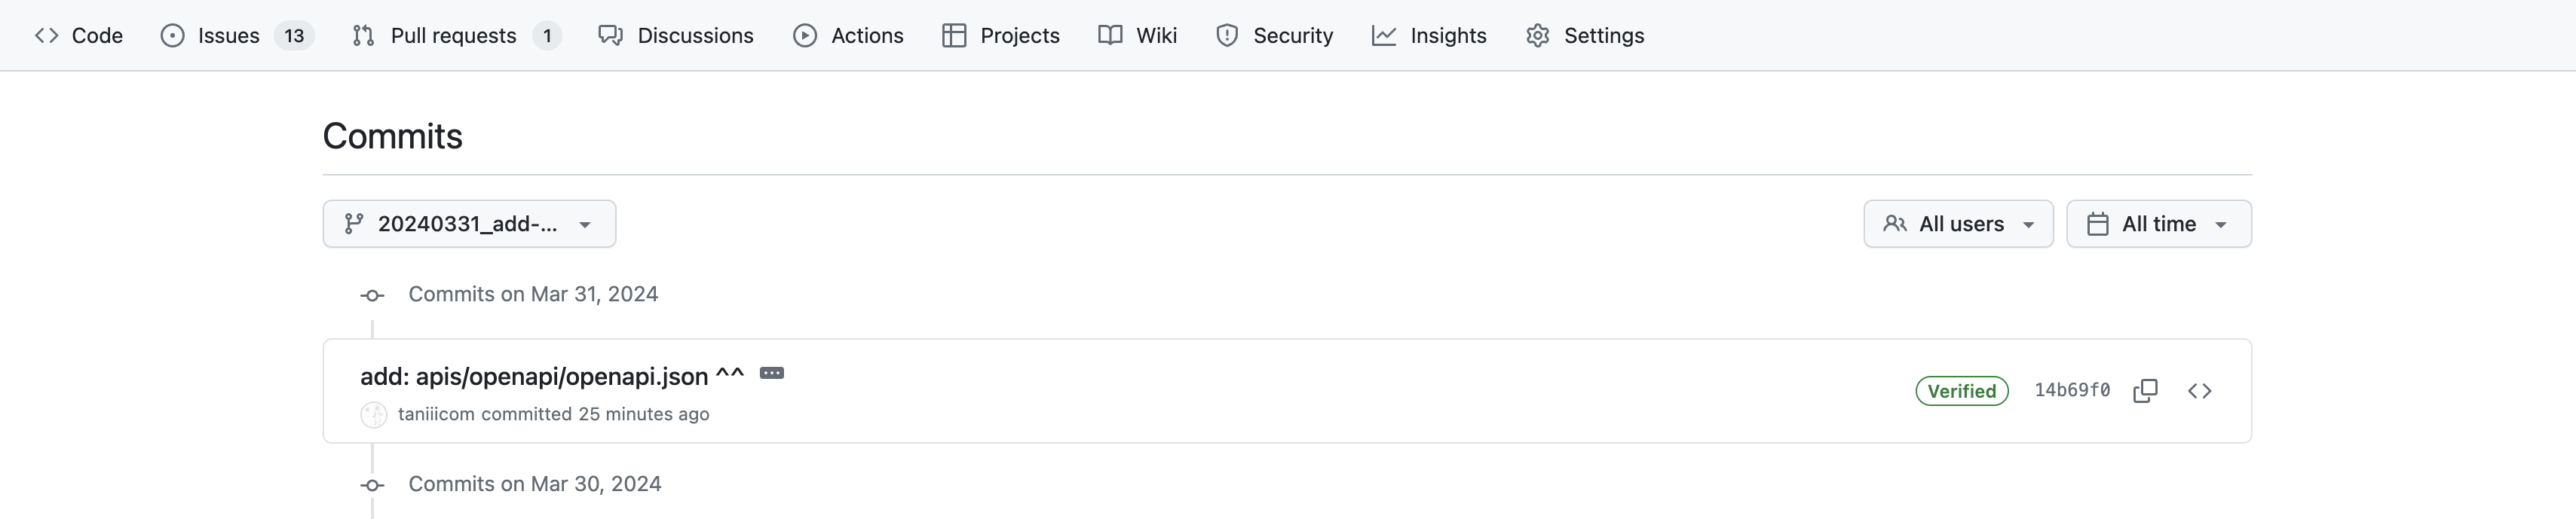 Code Issues 13 Pull requests 1 Discussions Actions Projects Wiki Security Insights Settings
Commits
20240331_add-... All users All time
Commits on Mar 31, 2024
add: apis/openapi/openapi.json ^^
Verified 14b69f0
taniiicom committed 25 minutes ago
Commits on Mar 30, 2024